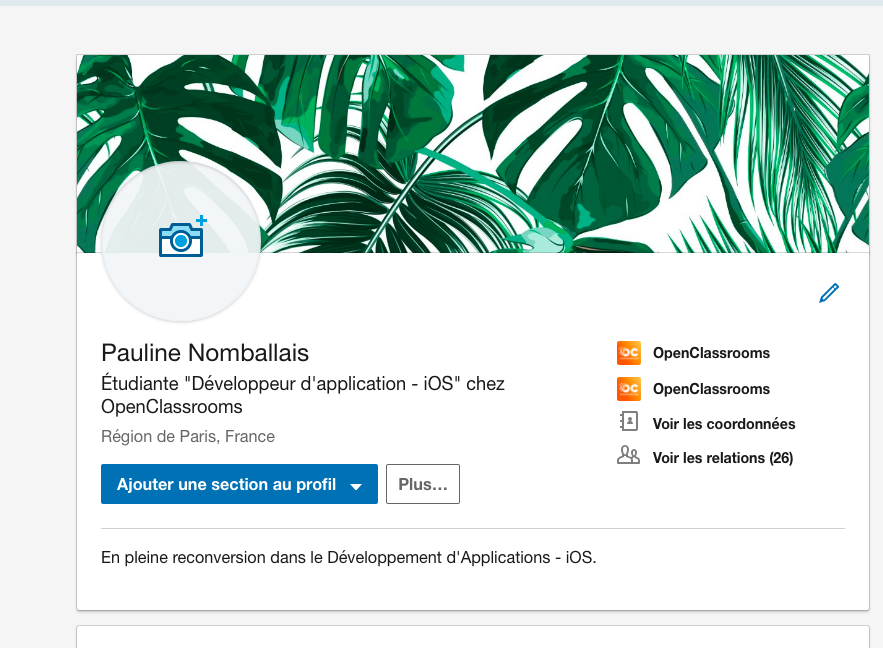 Pauline Nomballais
Étudiante "Développeur d'application - iOS" chez
OpenClassrooms
Région de Paris, France
Ajouter une section au profil
Plus...
OC OpenClassrooms
OC OpenClassrooms
Voir les coordonnées
Voir les relations (26)
En pleine reconversion dans le Développement d'Applications - iOS.